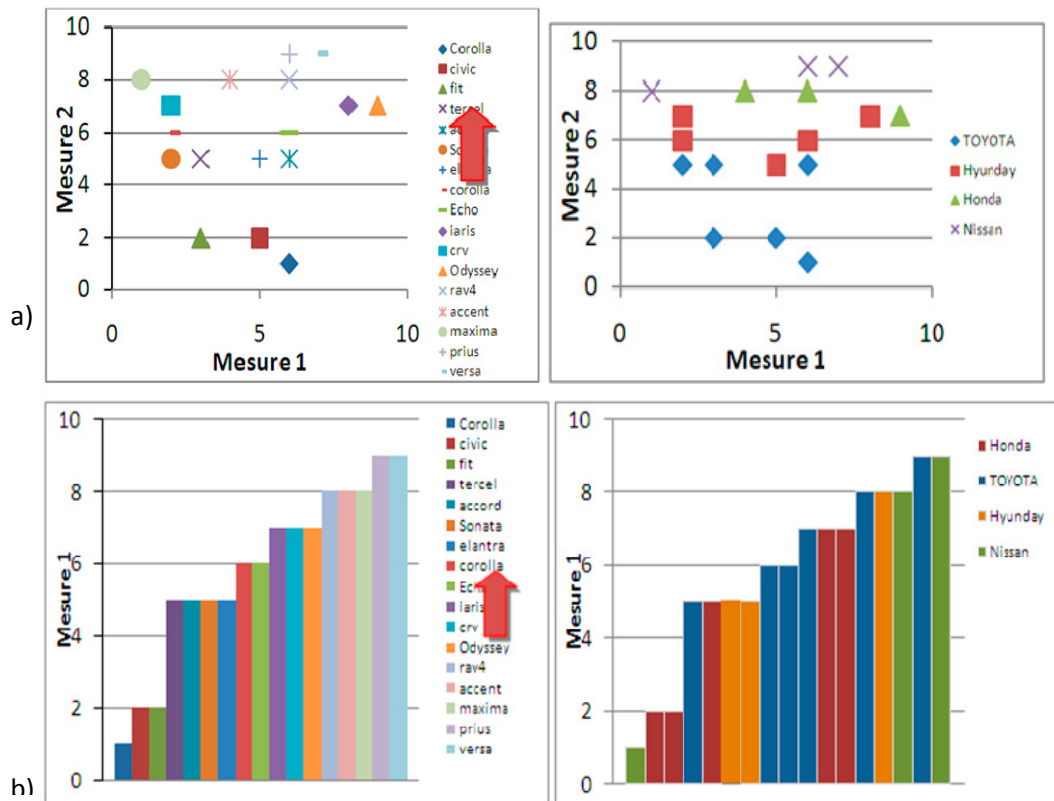 a)
10
8
6
4
2
0
Mesure 2
0
5
10
Mesure 1
Corolla
civic
fit
tercel
corolla
Echo
iaris
crv
Odyssey
rav4
accent
maxima
prius
versa
10
8
6
4
2
0
Mesure 2
0
5
10
Mesure 1
TOYOTA
Hyurday
Honda
Nissan
b)
10
8
6
4
2
0
Mesure 1
Corolla
civic
fit
tercel
accord
Sonata
elantra
corolla
iaris
crv
Odyssey
rav4
accent
maxima
prius
versa
10
8
6
4
2
0
Mesure 1
Honda
TOYOTA
Hyunday
Nissan